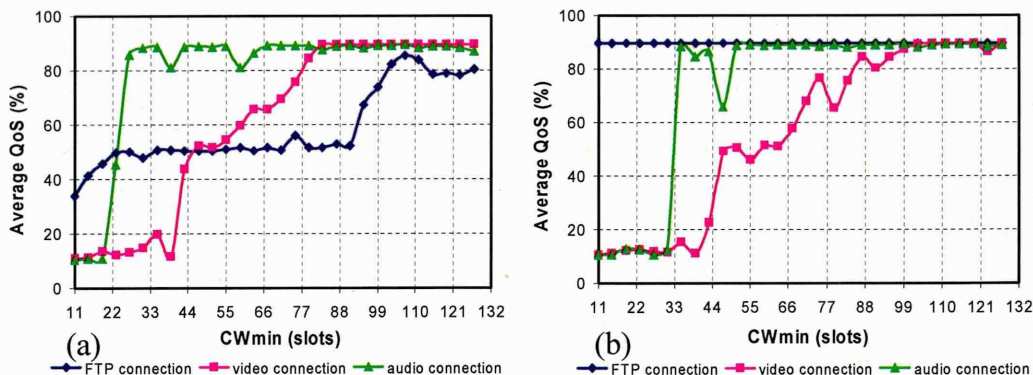 100
80
60
40
20
0
Average QoS (%)
11 22 33 44 55 66 77 88 99 110 121 132
CWmin (slots)
(a)
FTP connection video connection audio connection
100
80
60
40
20
0
Average QoS (%)
11 22 33 44 55 66 77 88 99 110 121 132
CWmin (slots)
(b)
FTP connection video connection audio connection